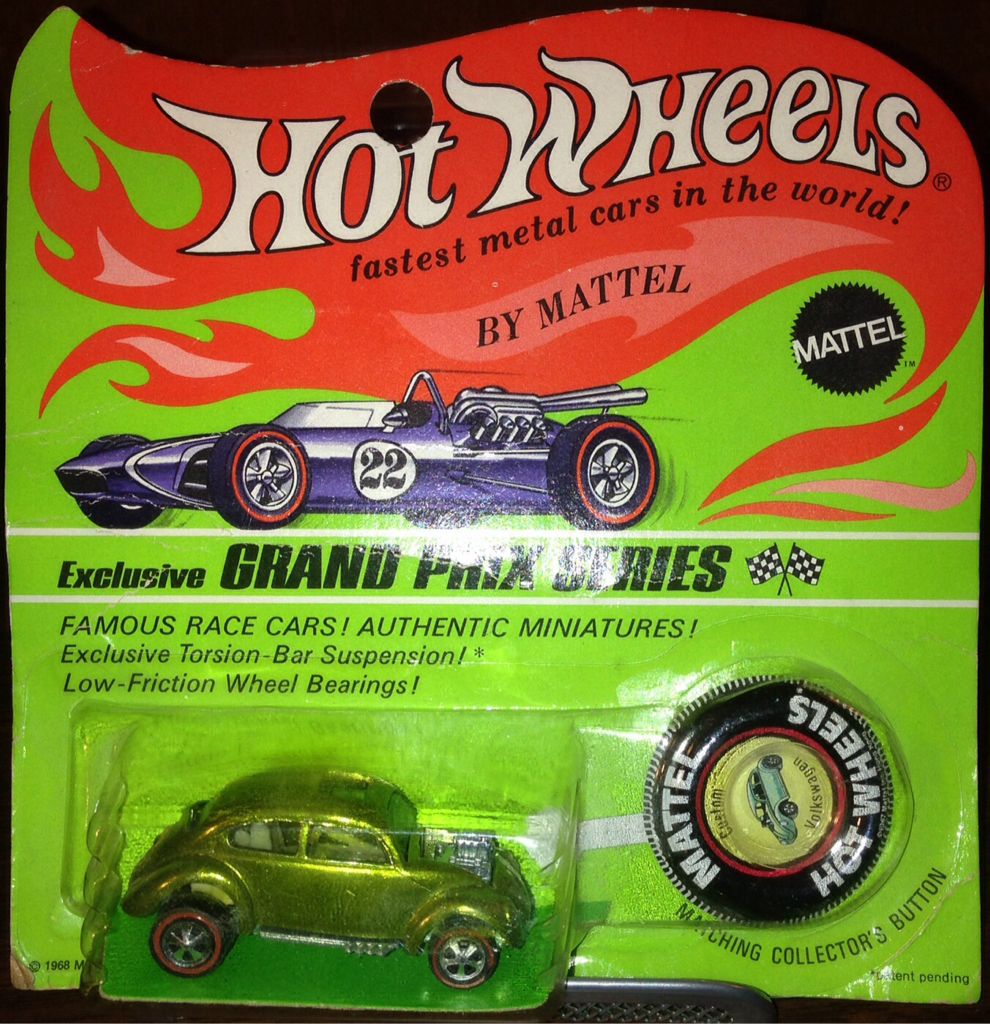 HOT WHEELS®
fastest metal cars in the world!
BY MATTEL
MATTEL™
22
Exclusive GRAND PRIX SERIES
FAMOUS RACE CARS! AUTHENTIC MINIATURES!
Exclusive Torsion-Bar Suspension!*
Low-Friction Wheel Bearings!
MATTEL
HOT WHEELS
Custom
Volkswagen
MATCHING COLLECTOR'S BUTTON
© 1968 M
*patent pending